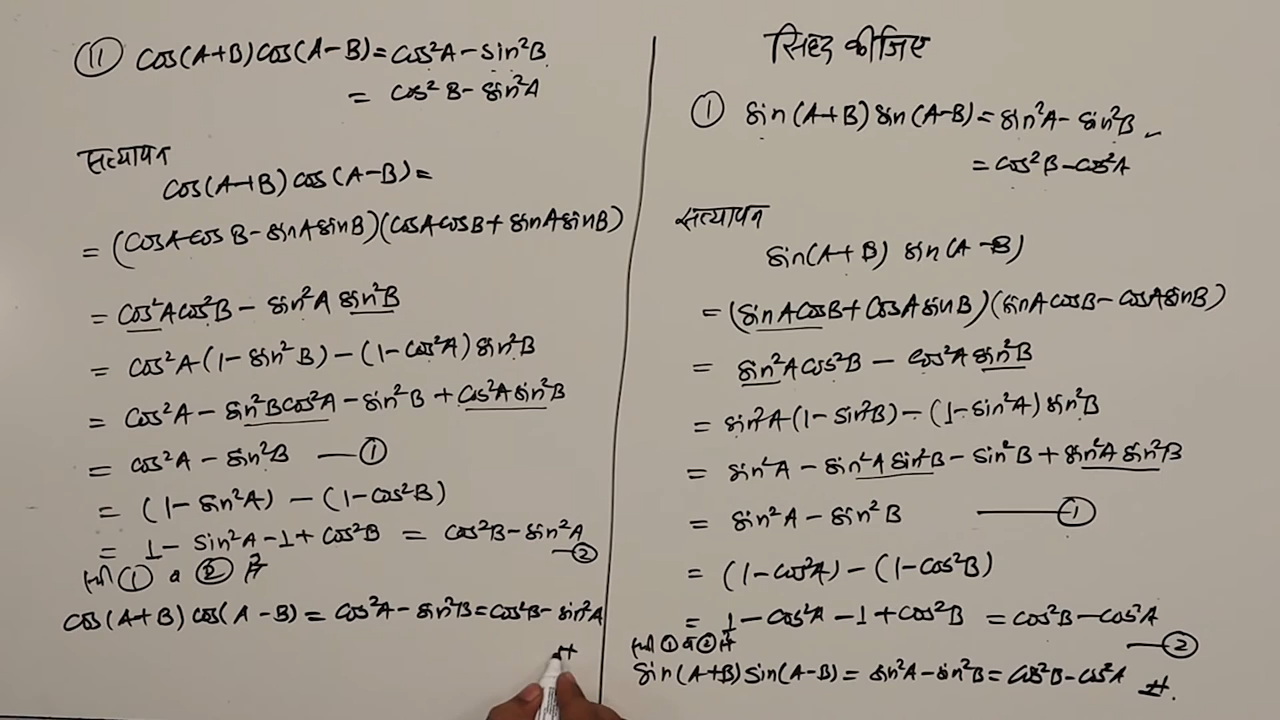 सिद्ध कीजिए
① sin(A+B) sin(A-B) = sin²A - sin²B
= cos²B - cos²A
सत्यापन
sin(A+B) sin(A-B)
= (sinA cosB + cosA sinB)(sinA cosB - cosA sinB)
= sin²A cos²B - cos²A sin²B
= sin²A(1 - sin²B) - (1 - sin²A) sin²B
= sin²A - sin²A sin²B - sin²B + sin²A sin²B
= sin²A - sin²B —①
= (1 - cos²A) - (1 - cos²B)
= 1 - cos²A - 1 + cos²B = cos²B - cos²A
—②
समी ① व ② से
sin(A+B) sin(A-B) = sin²A - sin²B = cos²B - cos²A #.
⑪ cos(A+B) cos(A-B) = cos²A - sin²B
= cos²B - sin²A
सत्यापन
cos(A+B) cos(A-B) =
= (cosA cosB - sinA sinB)(cosA cosB + sinA sinB)
= cos²A cos²B - sin²A sin²B
= cos²A(1 - sin²B) - (1 - cos²A) sin²B
= cos²A - sin²B cos²A - sin²B + cos²A sin²B
= cos²A - sin²B —①
= (1 - sin²A) - (1 - cos²B)
= 1 - sin²A - 1 + cos²B = cos²B - sin²A
—②
समी ① व ② से
cos(A+B) cos(A-B) = cos²A - sin²B = cos²B - sin²A
#